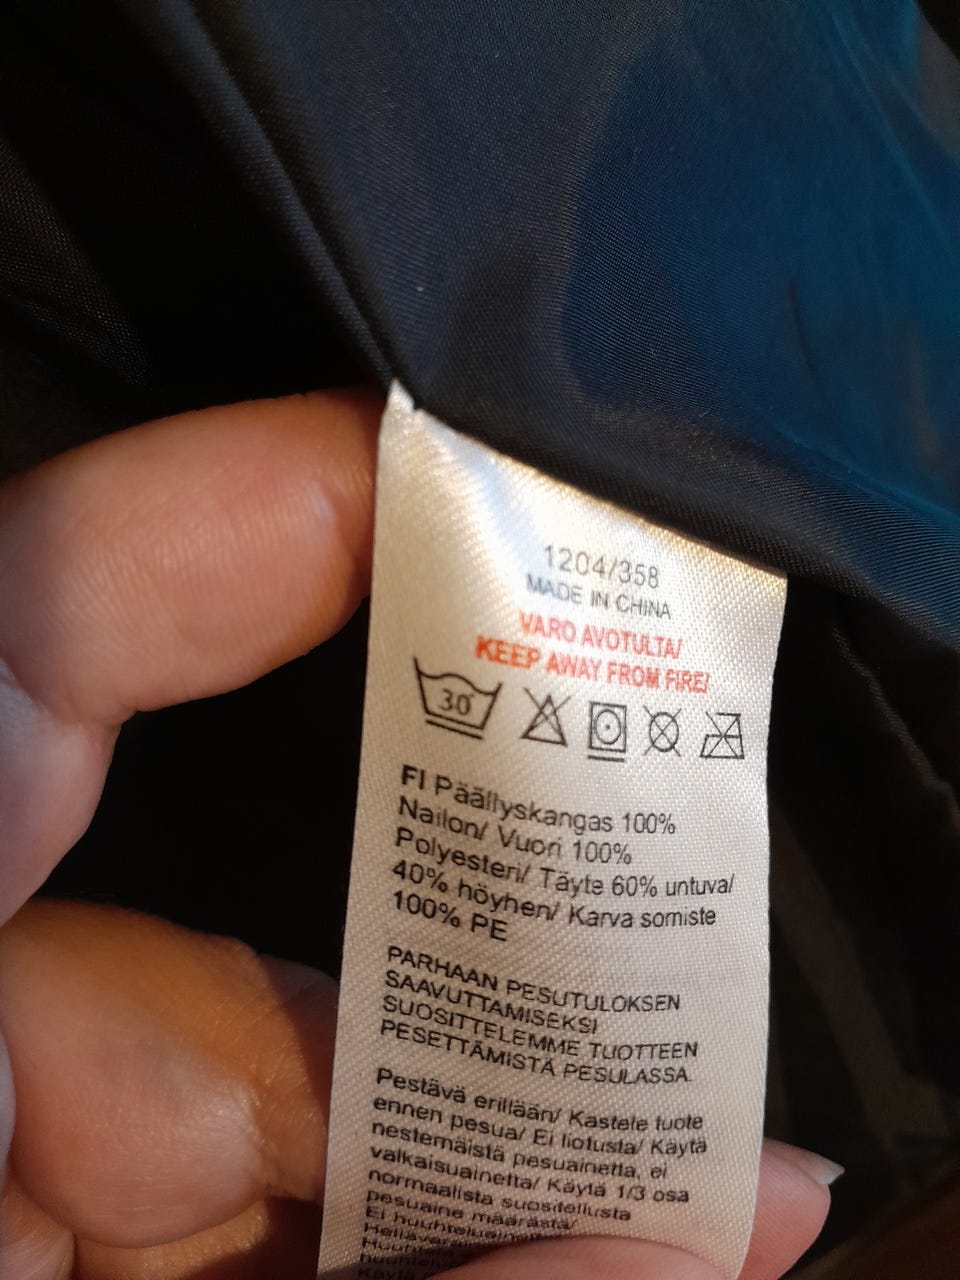 1204/358
MADE IN CHINA
VARO AVOTULTA/
KEEP AWAY FROM FIRE/
30°
FI Päällyskangas 100%
Nailon/ Vuori 100%
Polyesteri/ Täyte 60% untuva/
40% höyhen/ Karva somiste
100% PE
PARHAAN PESUTULOKSEN
SAAVUTTAMISEKSI
SUOSITTELEMME TUOTTEEN
PESETTÄMISTÄ PESULASSA.
Pestävä erillään/ Kastele tuote
ennen pesua/ Ei liotusta/ Käytä
nestemäistä pesuainetta, ei
valkaisuainetta/ Käytä 1/3 osa
normaalista suositellusta
pesuaine määrästä/
Ei